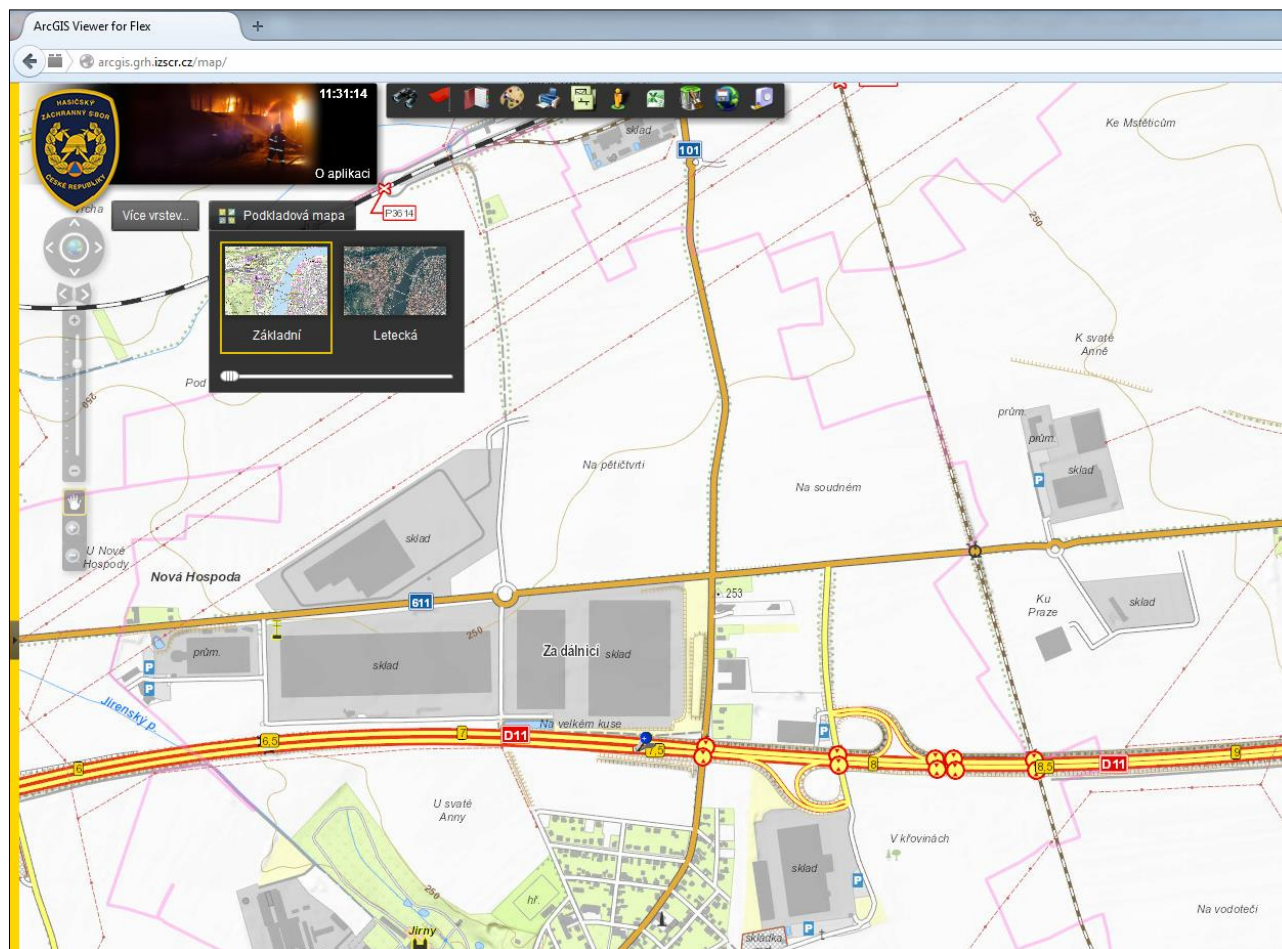 ArcGIS Viewer for Flex
arcgis.grh.izscr.cz/map/
HASIČSKÝ
ZÁCHRANNÝ SBOR
ČESKÉ REPUBLIKY
11:31:14
O aplikaci
sklad
101
Ke Mstěticům
P3614
Více vrstev...
Podkladová mapa
250
Základní
Letecká
K svaté
Anně
Pod
250
prům.
prům.
sklad
P
Na pětičtvrti
Na soudném
sklad
U Nové
Hospody
Nová Hospoda
611
253
Ku
Praze
sklad
250
prům.
sklad
Za dálnicí
sklad
P
P
Jirenský p.
Na velkém kuse
P
6
6,5
7
D11
7,5
8
8,5
D11
9
U svaté
Anny
V křovinách
sklad
P
250
hř.
Jirny
skládka
P
Na vodoteči